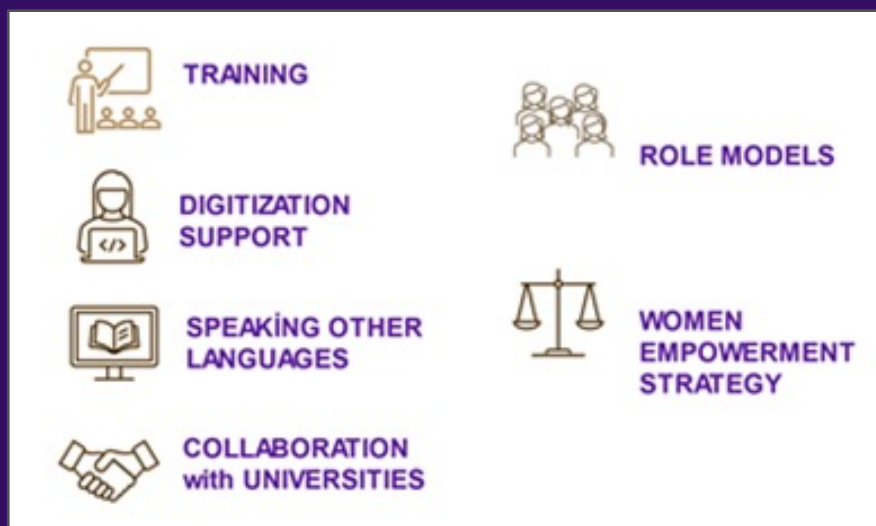 TRAINING
DIGITIZATION
SUPPORT
SPEAKİNG OTHER
LANGUAGES
COLLABORATION
with UNIVERSITIES
ROLE MODELS
WOMEN
EMPOWERMENT
STRATEGY